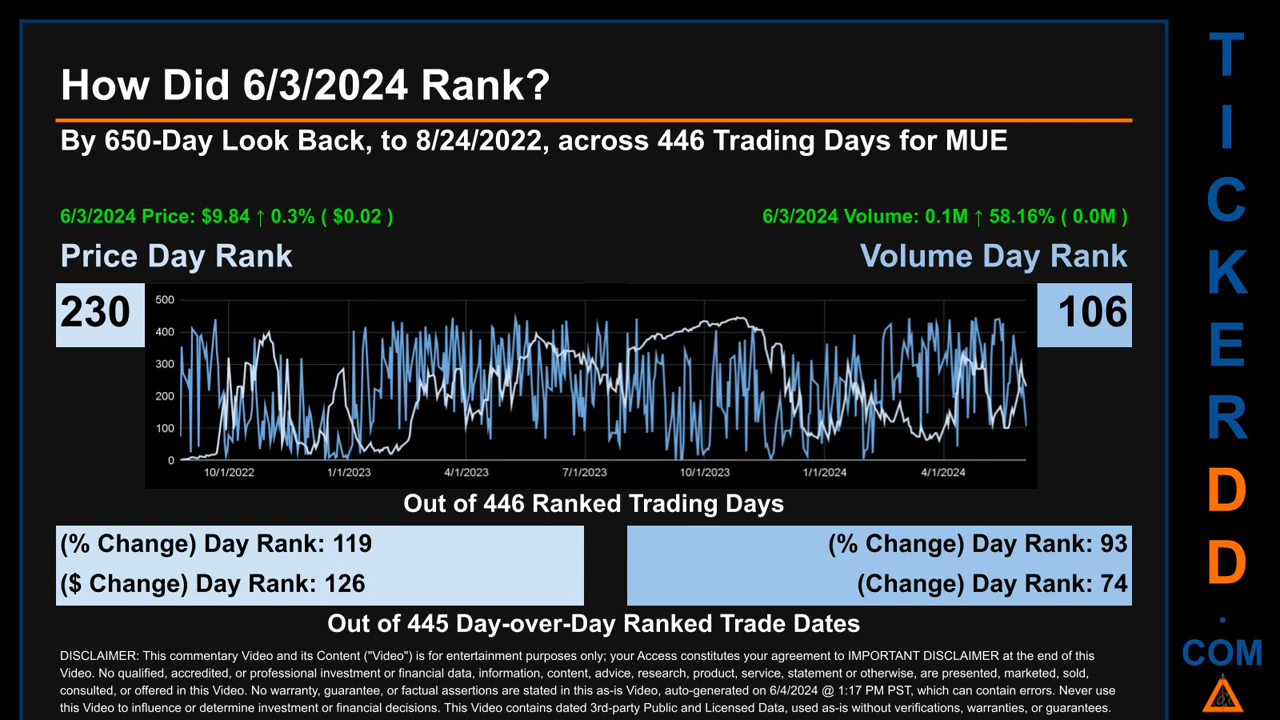 How Did 6/3/2024 Rank?
By 650-Day Look Back, to 8/24/2022, across 446 Trading Days for MUE
6/3/2024 Price: $9.84 ↑ 0.3% ( $0.02 )
6/3/2024 Volume: 0.1M ↑ 58.16% ( 0.0M )
Price Day Rank
Volume Day Rank
230
106
500
400
300
200
100
0
10/1/2022 1/1/2023 4/1/2023 7/1/2023 10/1/2023 1/1/2024 4/1/2024
Out of 446 Ranked Trading Days
(% Change) Day Rank: 119
($ Change) Day Rank: 126
(% Change) Day Rank: 93
(Change) Day Rank: 74
Out of 445 Day-over-Day Ranked Trade Dates
DISCLAIMER: This commentary Video and its Content ("Video") is for entertainment purposes only; your Access constitutes your agreement to IMPORTANT DISCLAIMER at the end of this
Video. No qualified, accredited, or professional investment or financial data, information, content, advice, research, product, service, statement or otherwise, are presented, marketed, sold,
consulted, or offered in this Video. No warranty, guarantee, or factual assertions are stated in this as-is Video, auto-generated on 6/4/2024 @ 1:17 PM PST, which can contain errors. Never use
this Video to influence or determine investment or financial decisions. This Video contains dated 3rd-party Public and Licensed Data, used as-is without verifications, warranties, or guarantees.
T
I
C
K
E
R
D
D
.
COM